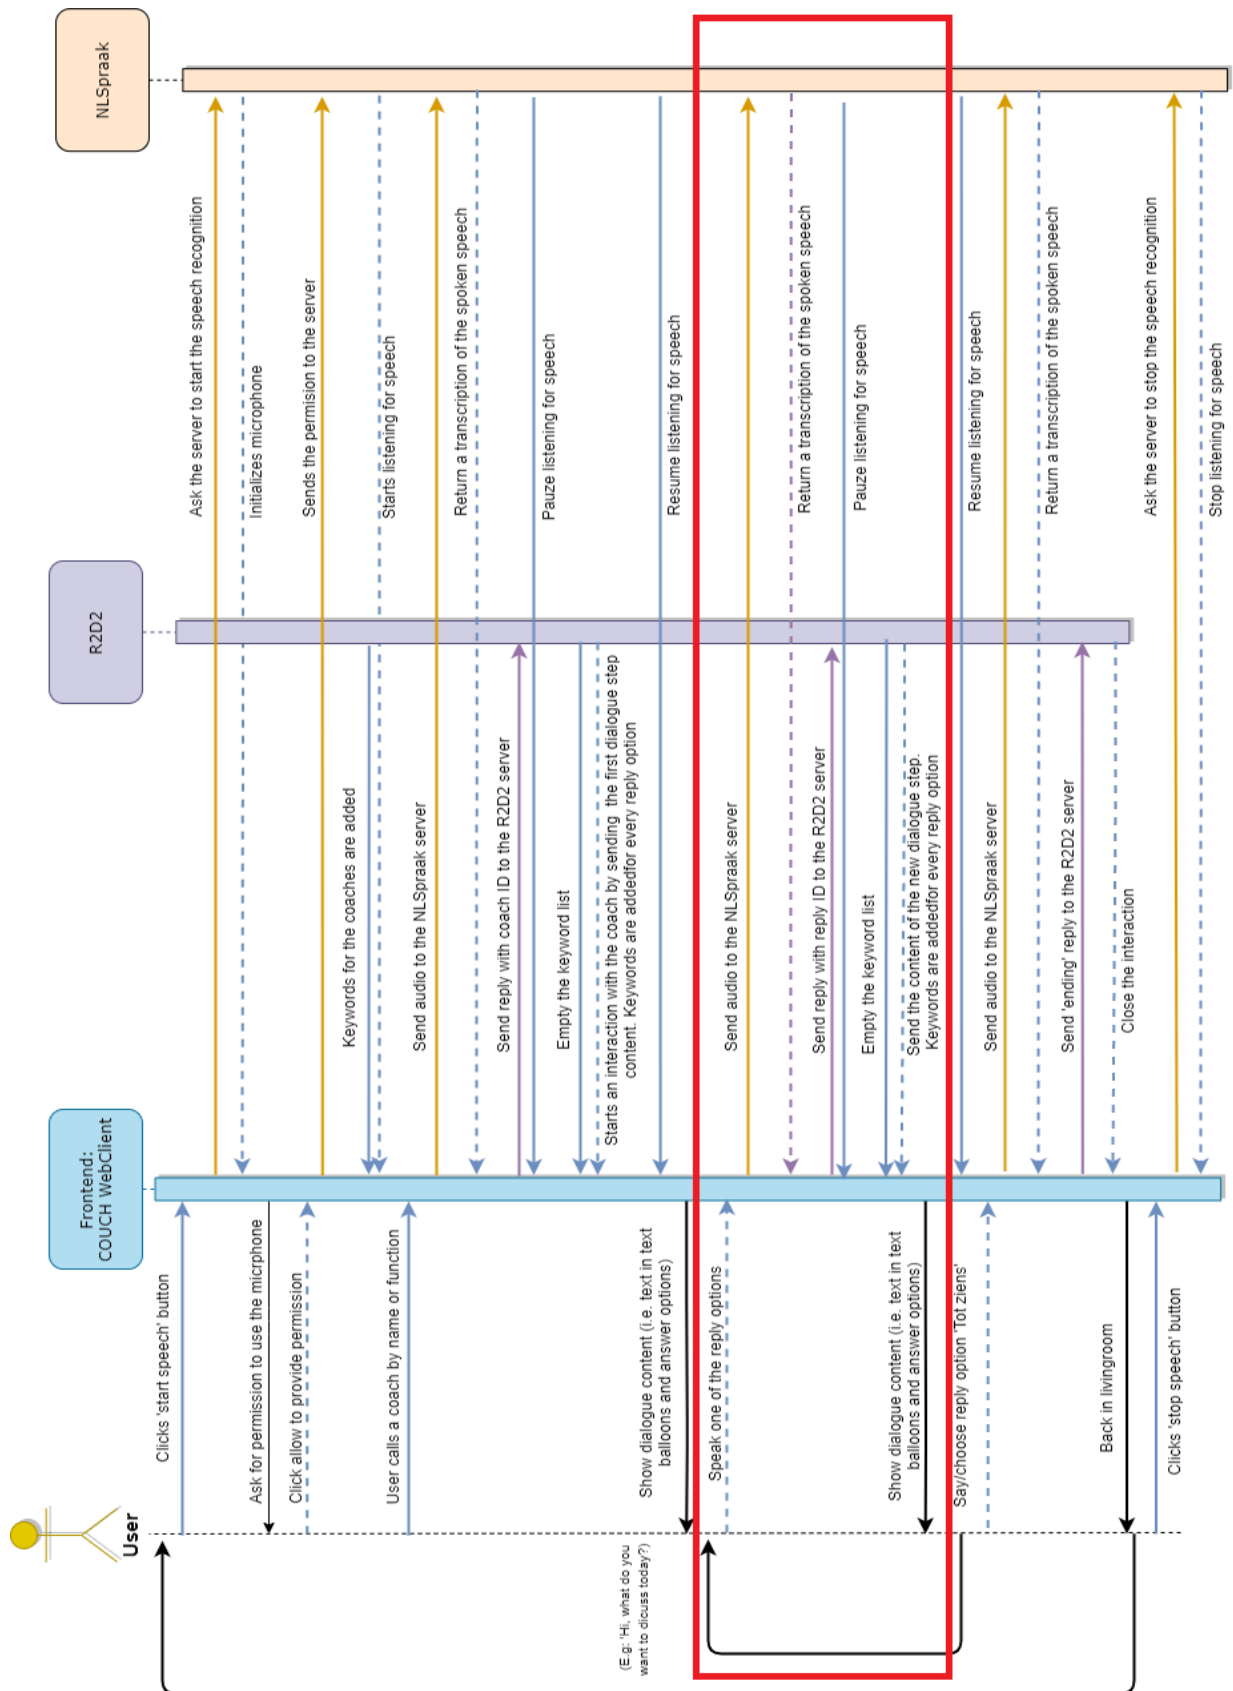 User
Frontend:
COUCH WebClient
R2D2
NLSpraak
Clicks 'start speech' button
Ask the server to start the speech recognition
Initializes microphone
Ask for permission to use the micrphone
Click allow to provide permission
Sends the permision to the server
Keywords for the coaches are added
Starts listening for speech
User calls a coach by name or function
Send audio to the NLSpraak server
Return a transcription of the spoken speech
Send reply with coach ID to the R2D2 server
Pauze listening for speech
Empty the keyword list
Starts an interaction with the coach by sending the first dialogue step
content. Keywords are addedfor every reply option
Resume listening for speech
Show dialogue content (i.e. text in text
balloons and answer options)
(E.g: 'Hi, what do you
want to dicuss today?)
Speak one of the reply options
Send audio to the NLSpraak server
Return a transcription of the spoken speech
Send reply with reply ID to the R2D2 server
Pauze listening for speech
Empty the keyword list
Send the content of the new dialogue step.
Keywords are addedfor every reply option
Show dialogue content (i.e. text in text
balloons and answer options)
Resume listening for speech
Say/choose reply option 'Tot ziens'
Send audio to the NLSpraak server
Return a transcription of the spoken speech
Send 'ending' reply to the R2D2 server
Close the interaction
Back in livingroom
Clicks 'stop speech' button
Ask the server to stop the speech recognition
Stop listening for speech